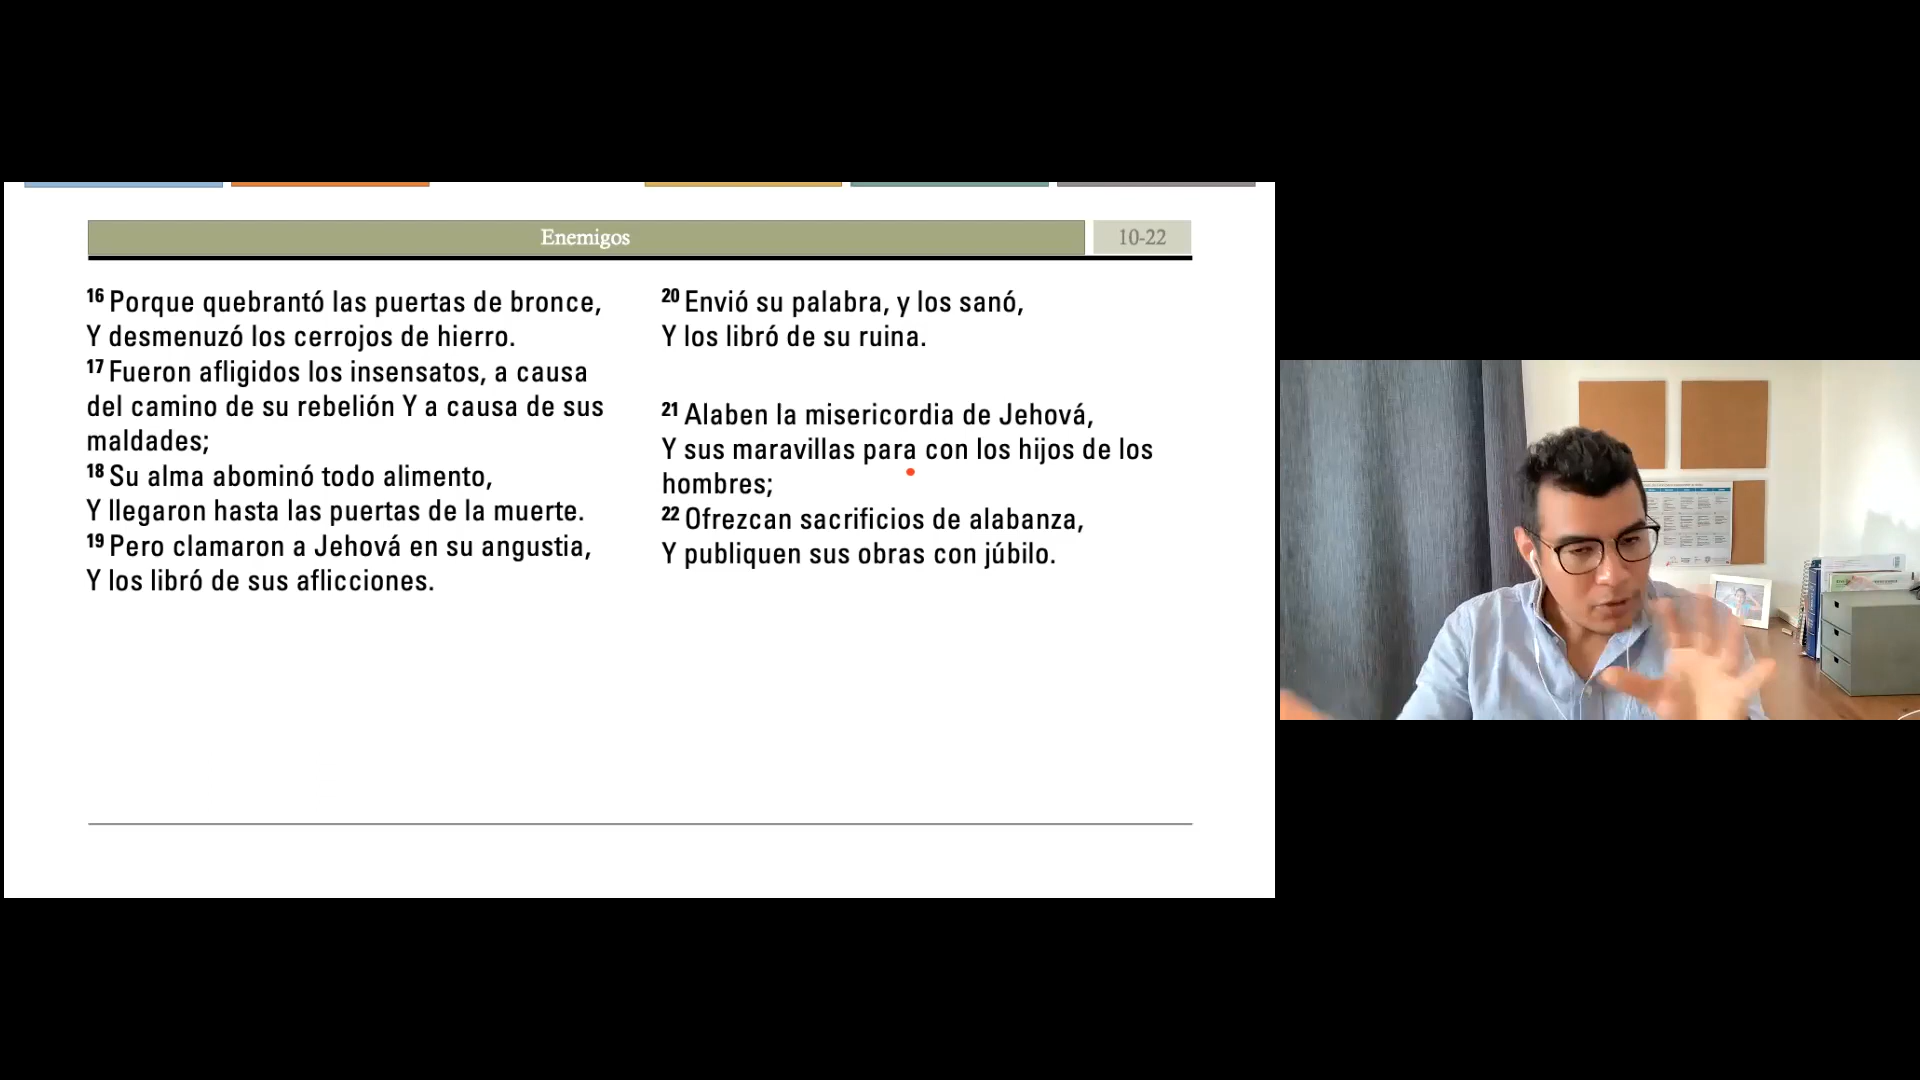 Enemigos
10-22
16 Porque quebrantó las puertas de bronce,
Y desmenuzó los cerrojos de hierro.
17 Fueron afligidos los insensatos, a causa
del camino de su rebelión Y a causa de sus
maldades;
18 Su alma abominó todo alimento,
Y llegaron hasta las puertas de la muerte.
19 Pero clamaron a Jehová en su angustia,
Y los libró de sus aflicciones.
20 Envió su palabra, y los sanó,
Y los libró de su ruina.
21 Alaben la misericordia de Jehová,
Y sus maravillas para con los hijos de los
hombres;
22 Ofrezcan sacrificios de alabanza,
Y publiquen sus obras con júbilo.